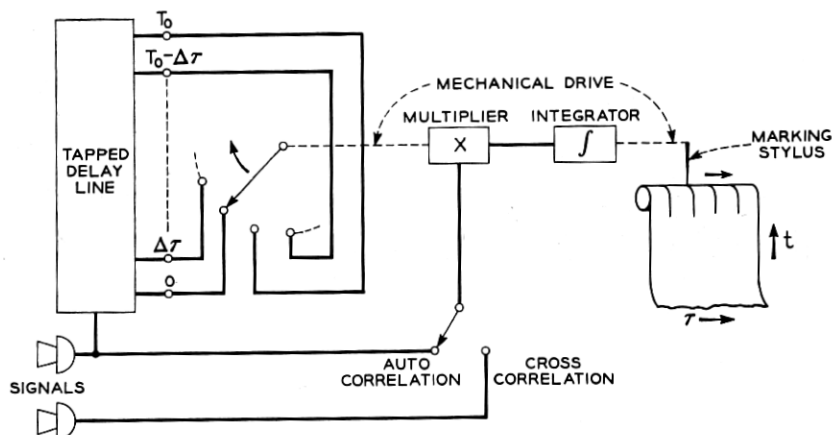 T₀
T₀-Δτ
MECHANICAL DRIVE
MULTIPLIER
INTEGRATOR
X
∫
MARKING
STYLUS
TAPPED
DELAY
LINE
Δτ
0
t
τ
AUTO
CORRELATION
CROSS
CORRELATION
SIGNALS